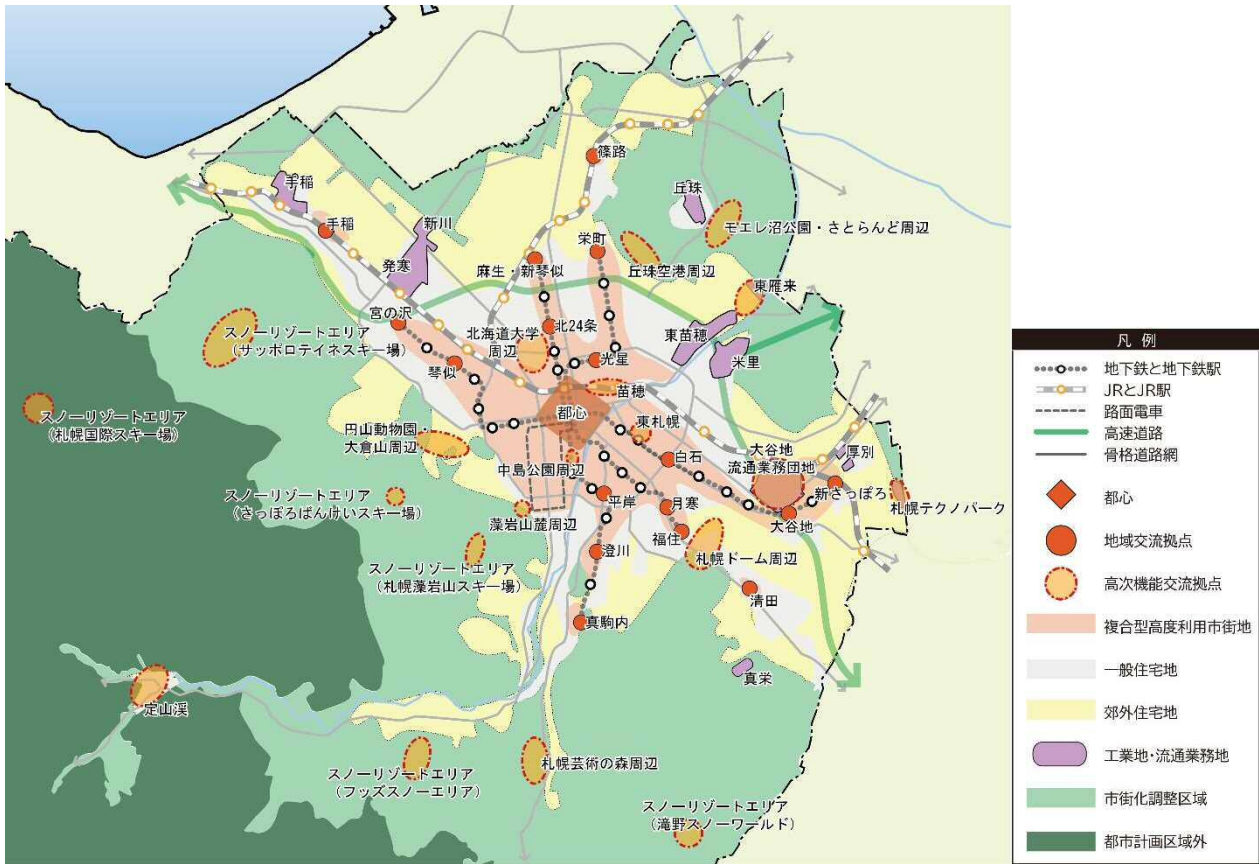 篠路
手稲
丘珠
手稲
新川
栄町
モエレ沼公園・さとらんど周辺
発寒
麻生・新琴似
丘珠空港周辺
東雁来
宮の沢
スノーリゾートエリア
(サッポロテイネスキー場)
北海道大学
周辺
北24条
東苗穂
琴似
光星
米里
苗穂
スノーリゾートエリア
(札幌国際スキー場)
都心
円山動物園・
大倉山周辺
東札幌
中島公園周辺
白石
大谷地
流通業務団地
厚別
新さっぽろ
札幌テクノパーク
スノーリゾートエリア
(さっぽろばんけいスキー場)
平岸
月寒
大谷地
藻岩山麓周辺
福住
札幌ドーム周辺
澄川
スノーリゾートエリア
(札幌藻岩山スキー場)
清田
真駒内
真栄
定山渓
札幌芸術の森周辺
スノーリゾートエリア
(フッズスノーエリア)
スノーリゾートエリア
(滝野スノーワールド)
凡例
地下鉄と地下鉄駅
JRとJR駅
路面電車
高速道路
骨格道路網
都心
地域交流拠点
高次機能交流拠点
複合型高度利用市街地
一般住宅地
郊外住宅地
工業地・流通業務地
市街化調整区域
都市計画区域外